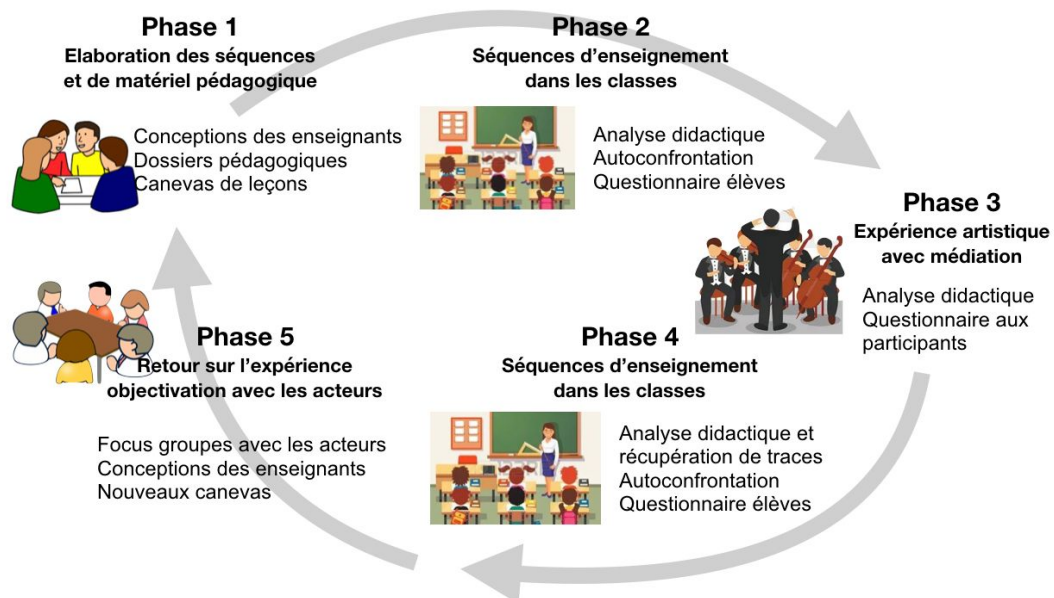 Phase 1
Elaboration des séquences
et de matériel pédagogique
Conceptions des enseignants
Dossiers pédagogiques
Canevas de leçons
Phase 2
Séquences d'enseignement
dans les classes
Analyse didactique
Autoconfrontation
Questionnaire élèves
Phase 3
Expérience artistique
avec médiation
Analyse didactique
Questionnaire aux
participants
Phase 4
Séquences d'enseignement
dans les classes
Analyse didactique et
récupération de traces
Autoconfrontation
Questionnaire élèves
Phase 5
Retour sur l'expérience
objectivation avec les acteurs
Focus groupes avec les acteurs
Conceptions des enseignants
Nouveaux canevas